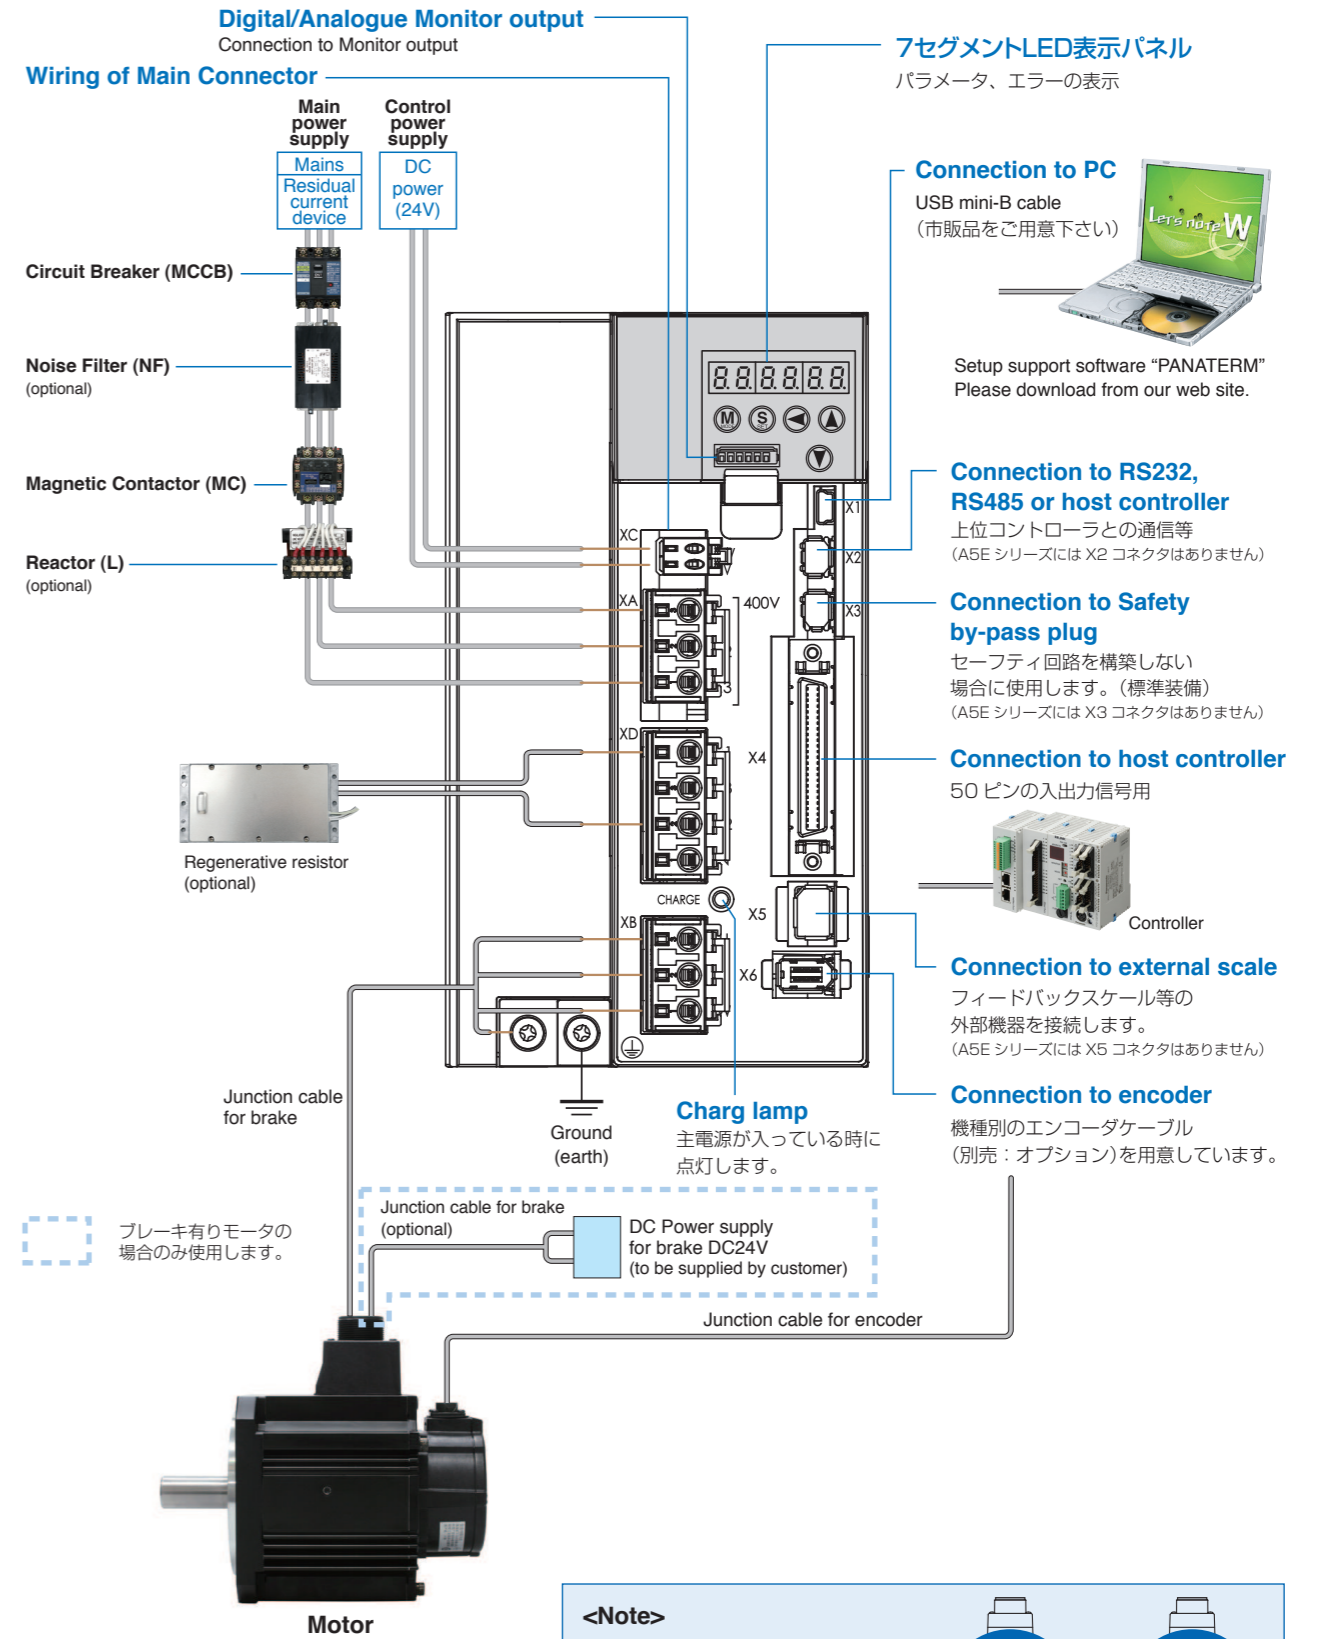 Digital/Analogue Monitor output
Connection to Monitor output
Wiring of Main Connector
7セグメントLED表示パネル
パラメータ、エラーの表示
Main
power
supply
Control
power
supply
Mains
Residual
current
device
DC
power
(24V)
Connection to PC
USB mini-B cable
（市販品をご用意下さい）
Let's note W
Circuit Breaker (MCCB)
Noise Filter (NF)
(optional)
Setup support software “PANATERM”
Please download from our web site.
8.8.8.8.8.8.
M
S
SET
Magnetic Contactor (MC)
Connection to RS232,
RS485 or host controller
上位コントローラとの通信等
（A5E シリーズには X2 コネクタはありません）
X1
XC
X2
Reactor (L)
(optional)
XA
400V
X3
Connection to Safety
by-pass plug
セーフティ回路を構築しない
場合に使用します。（標準装備）
（A5E シリーズには X3 コネクタはありません）
3
XD
X4
Connection to host controller
50 ピンの入出力信号用
Regenerative resistor
(optional)
CHARGE
X5
XB
Controller
X6
Connection to external scale
フィードバックスケール等の
外部機器を接続します。
（A5E シリーズには X5 コネクタはありません）
Junction cable
for brake
Ground
(earth)
Charg lamp
主電源が入っている時に
点灯します。
Connection to encoder
機種別のエンコーダケーブル
（別売：オプション）を用意しています。
ブレーキ有りモータの
場合のみ使用します。
Junction cable for brake
(optional)
DC Power supply
for brake DC24V
(to be supplied by customer)
Junction cable for encoder
Motor
<Note>